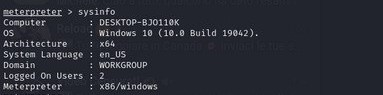 meterpreter > sysinfo
Computer : DESKTOP-BJO110K
OS : Windows 10 (10.0 Build 19042).
Architecture : x64
System Language : en_US
Domain : WORKGROUP
Logged On Users : 2
Meterpreter : x86/windows